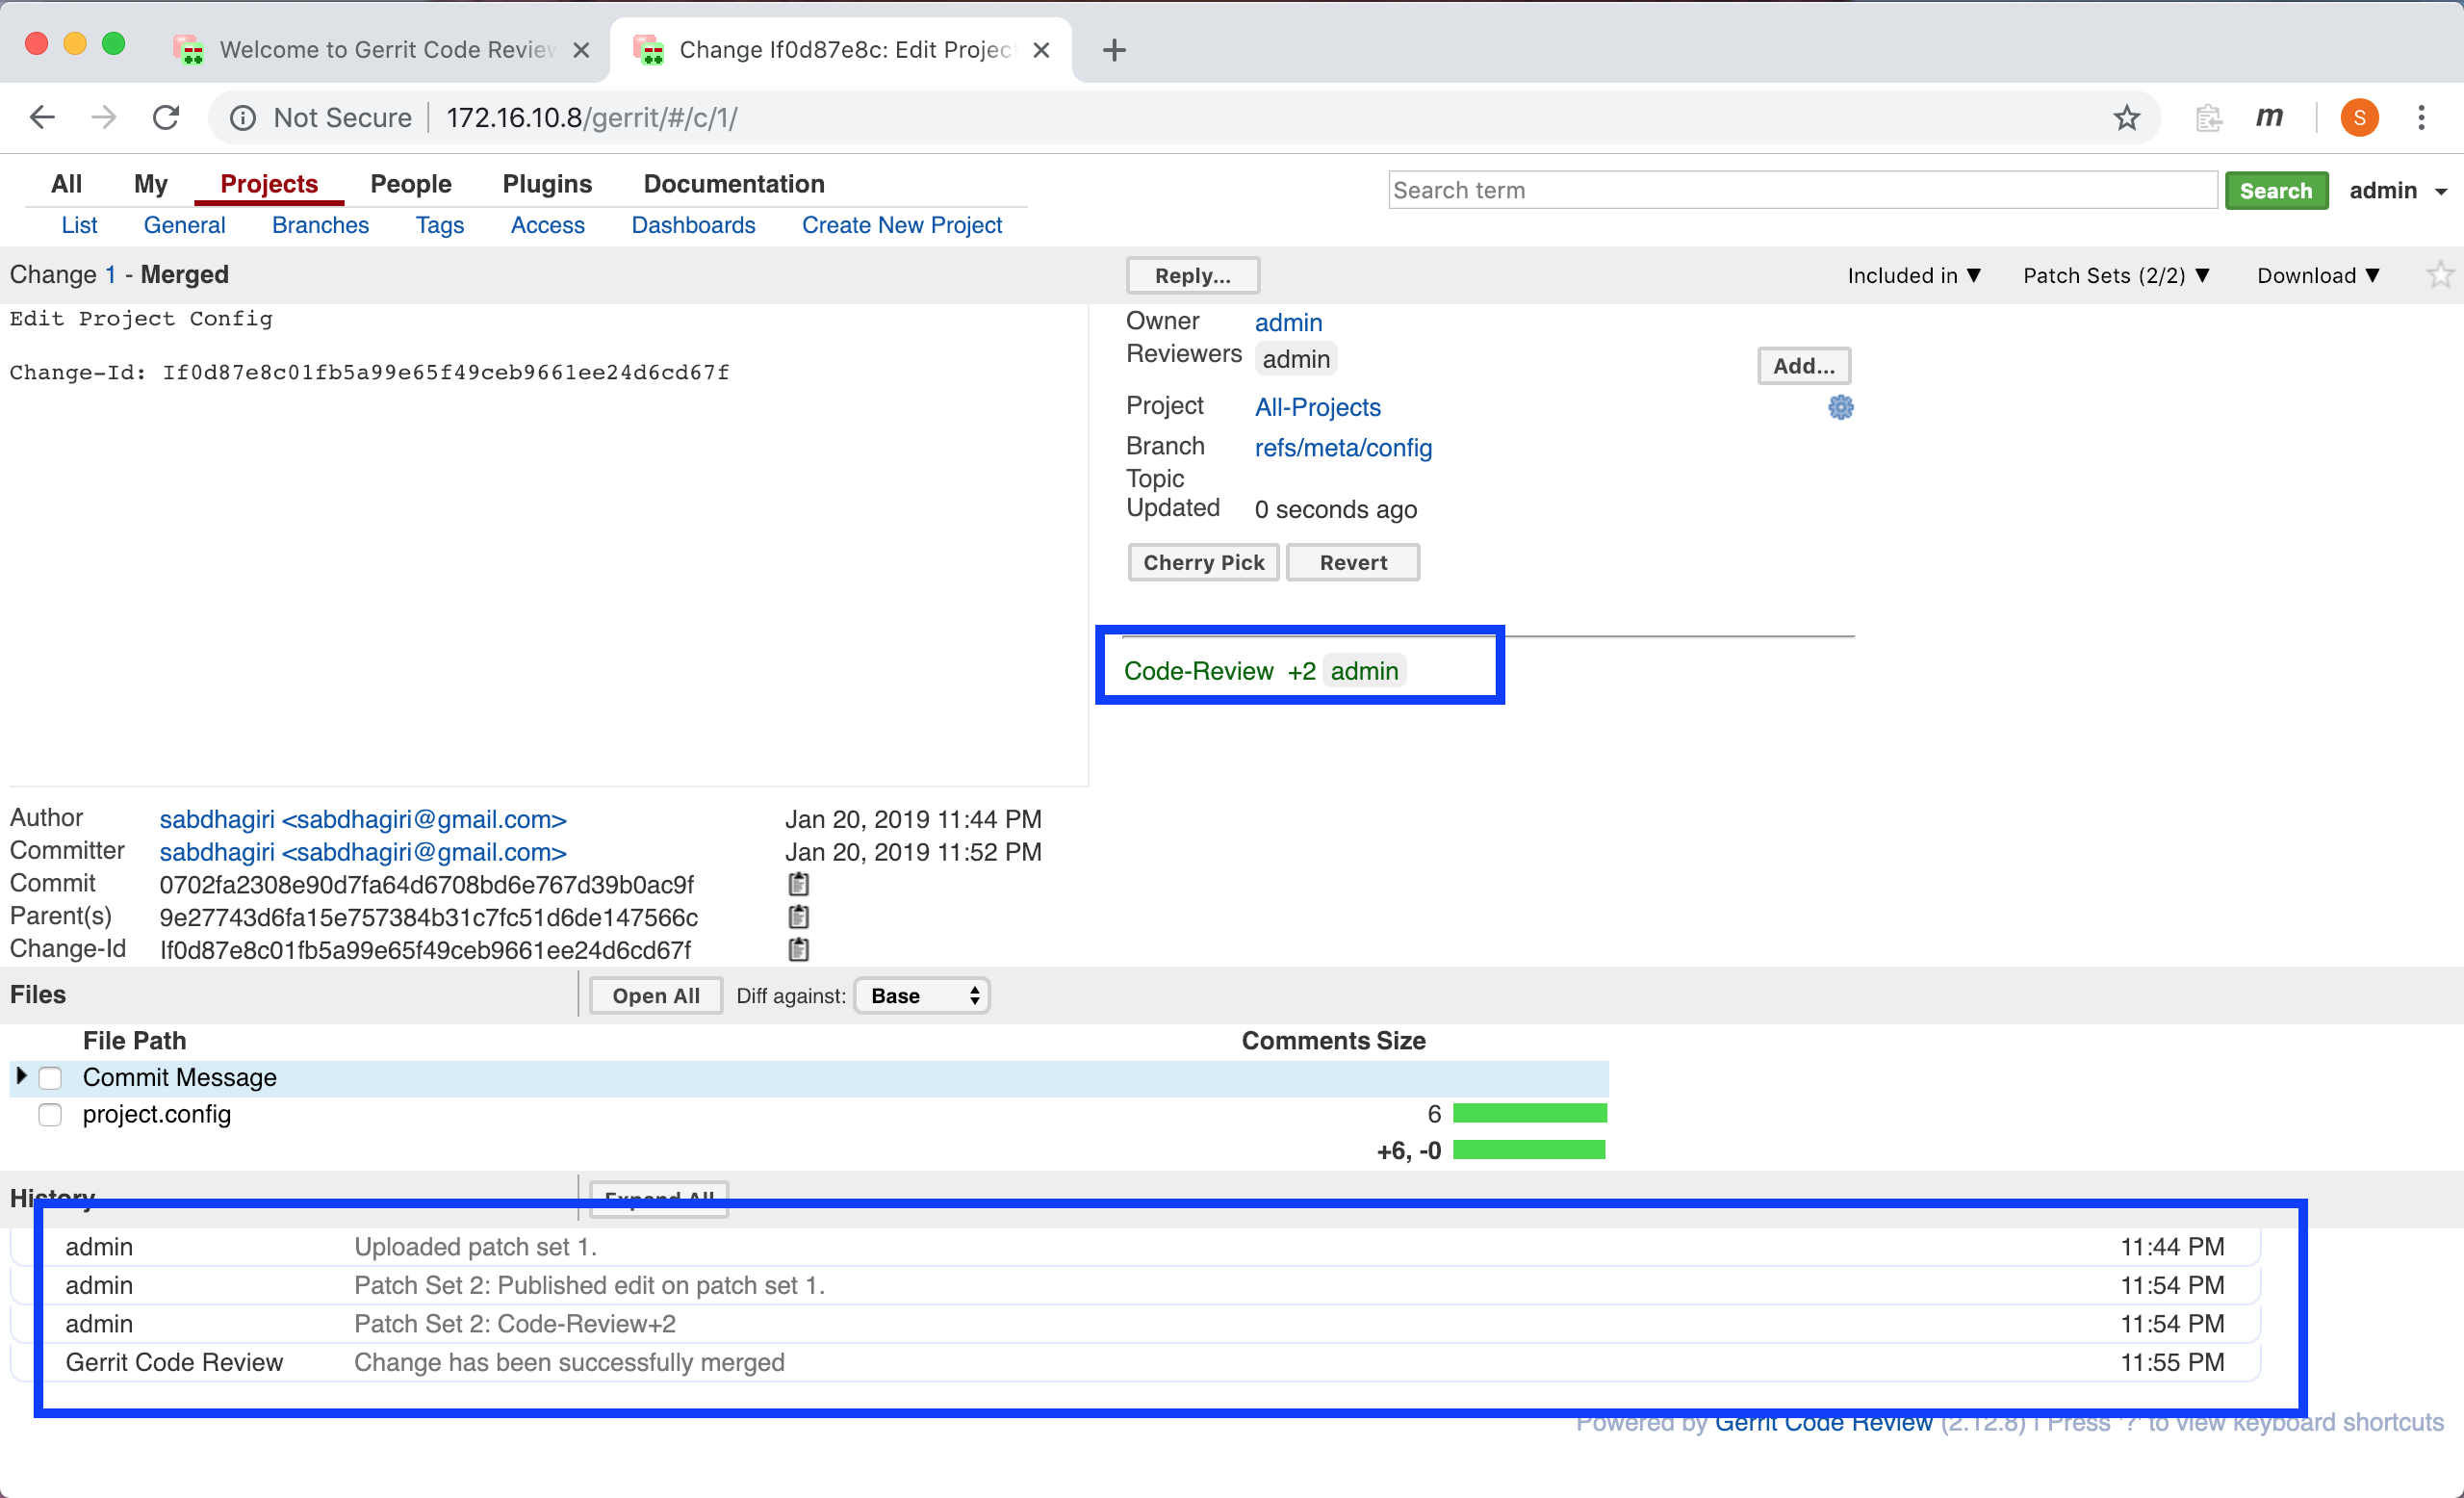 Welcome to Gerrit Code Review
Change If0d87e8c: Edit Project
Not Secure 172.16.10.8/gerrit/#/c/1/
m
S
All My Projects People Plugins Documentation
Search term Search admin
List General Branches Tags Access Dashboards Create New Project
Change 1 - Merged Reply... Included in ▼ Patch Sets (2/2) ▼ Download ▼
Edit Project Config
Change-Id: If0d87e8c01fb5a99e65f49ceb9661ee24d6cd67f
Owner admin
Reviewers admin Add...
Project All-Projects
Branch refs/meta/config
Topic
Updated 0 seconds ago
Cherry Pick Revert
Code-Review +2 admin
Author sabdhagiri <sabdhagiri@gmail.com> Jan 20, 2019 11:44 PM
Committer sabdhagiri <sabdhagiri@gmail.com> Jan 20, 2019 11:52 PM
Commit 0702fa2308e90d7fa64d6708bd6e767d39b0ac9f
Parent(s) 9e27743d6fa15e757384b31c7fc51d6de147566c
Change-Id If0d87e8c01fb5a99e65f49ceb9661ee24d6cd67f
Files Open All Diff against: Base
File Path Comments Size
Commit Message
project.config 6
+6, -0
History Expand All
admin Uploaded patch set 1. 11:44 PM
admin Patch Set 2: Published edit on patch set 1. 11:54 PM
admin Patch Set 2: Code-Review+2 11:54 PM
Gerrit Code Review Change has been successfully merged 11:55 PM
Powered by Gerrit Code Review (2.12.8) | Press '?' to view keyboard shortcuts